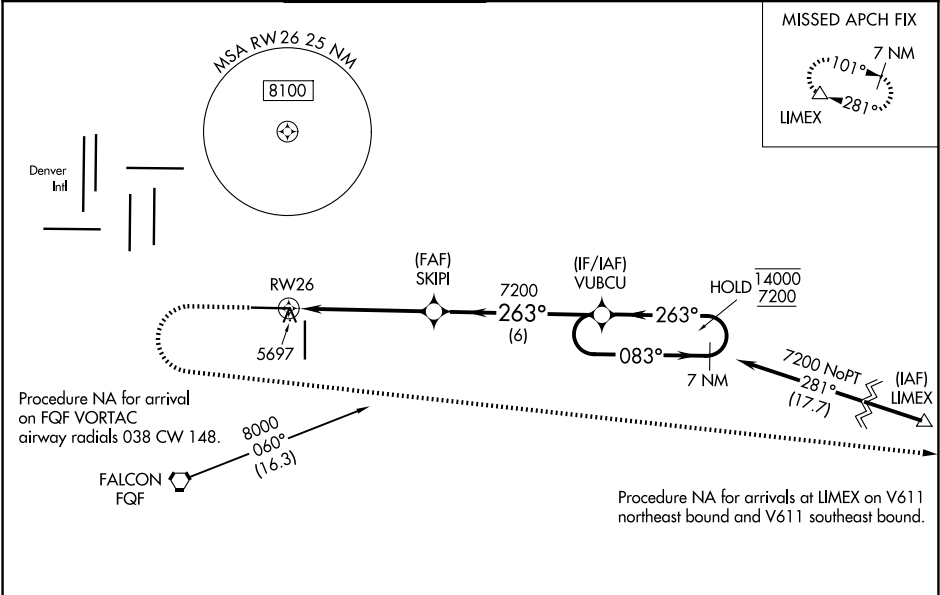 MISSED APCH FIX
7 NM
101°
281°
LIMEX
MSA RW26 25 NM
8100
Denver
Intl
(FAF)
SKIPI
(IF/IAF)
VUBCU
HOLD
14000
7200
RW26
7200
263°
(6)
263°
083°
7 NM
5697
7200 NoPT
281°
(17.7)
(IAF)
LIMEX
Procedure NA for arrival
on FQF VORTAC
airway radials 038 CW 148.
8000
060°
(16.3)
FALCON
FQF
Procedure NA for arrivals at LIMEX on V611
northeast bound and V611 southeast bound.